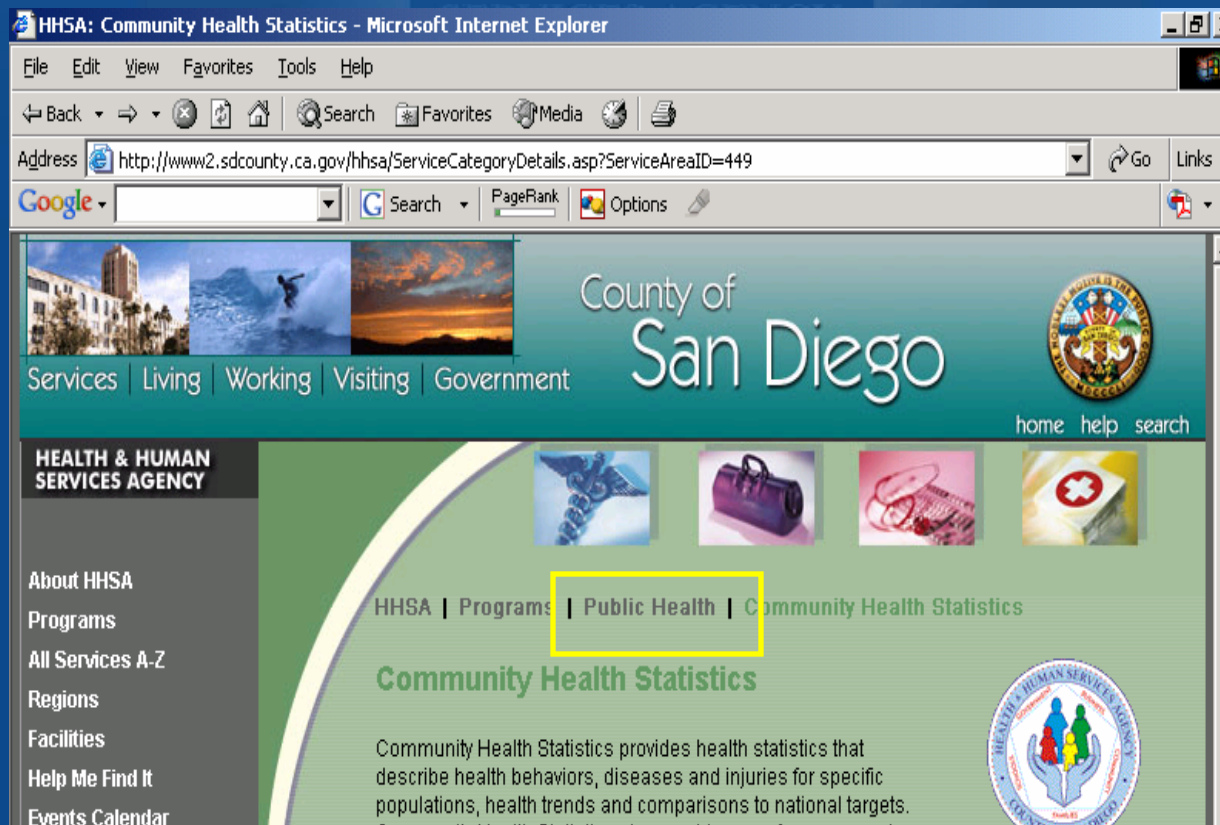 HHSA: Community Health Statistics - Microsoft Internet Explorer
File Edit View Favorites Tools Help
Back Search Favorites Media
Address http://www2.sdcounty.ca.gov/hhsa/ServiceCategoryDetails.asp?ServiceAreaID=449 Go Links
Google Search PageRank Options
County of
San Diego
Services | Living | Working | Visiting | Government
home help search
HEALTH & HUMAN
SERVICES AGENCY
About HHSA
Programs
All Services A-Z
Regions
Facilities
Help Me Find It
Events Calendar
HHSA | Programs | Public Health | Community Health Statistics
Community Health Statistics
Community Health Statistics provides health statistics that
describe health behaviors, diseases and injuries for specific
populations, health trends and comparisons to national targets.
HEALTH & HUMAN SERVICES AGENCY